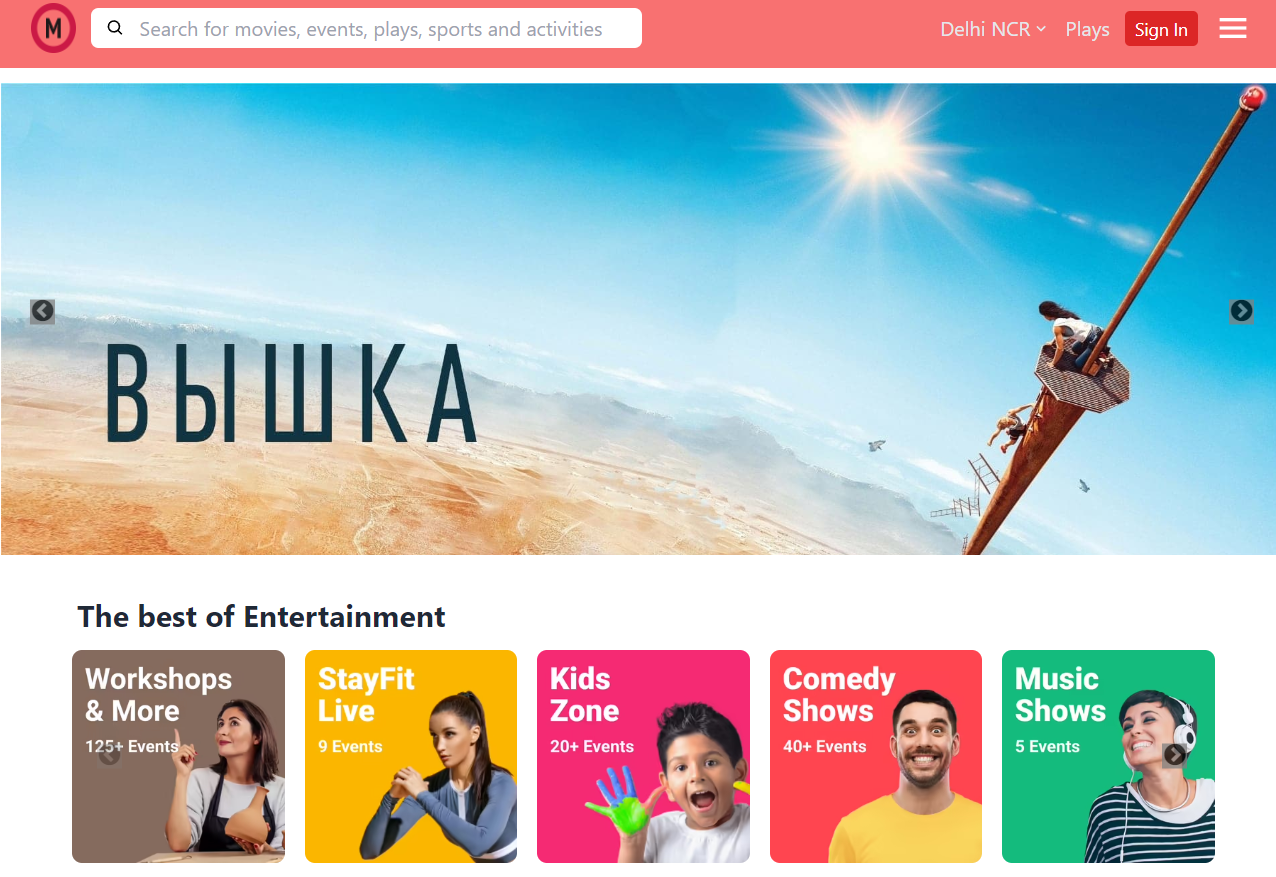 M
Search for movies, events, plays, sports and activities
Delhi NCR
Plays
Sign In
ВЫШКА
The best of Entertainment
Workshops
& More
125+ Events
StayFit
Live
9 Events
Kids
Zone
20+ Events
Comedy
Shows
40+ Events
Music
Shows
5 Events